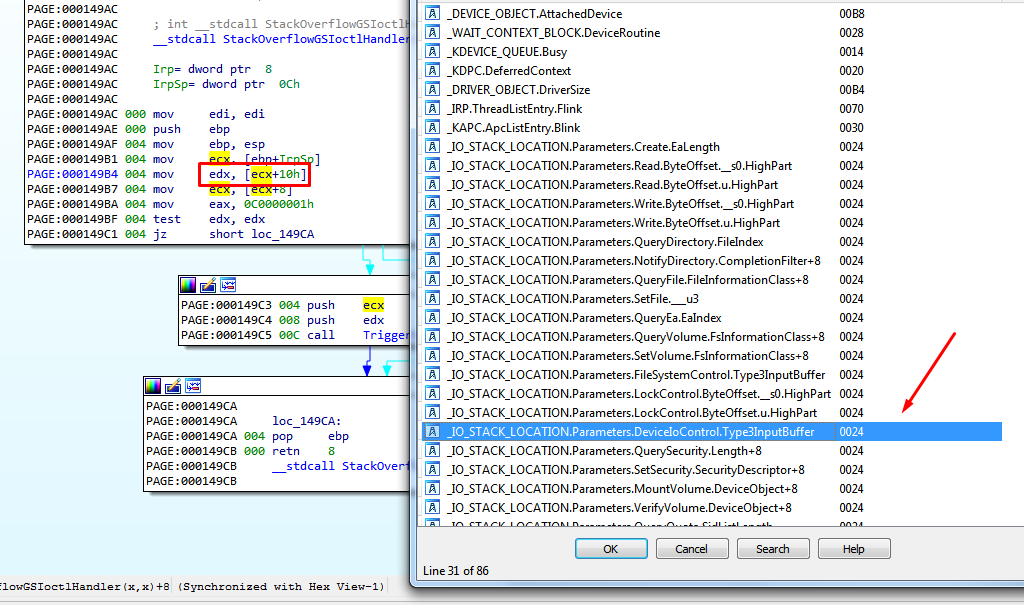 PAGE:000149AC
PAGE:000149AC
PAGE:000149AC ; int __stdcall StackOverflowGSIoctlHandler
PAGE:000149AC __stdcall StackOverflowGSIoctlHandler
PAGE:000149AC
PAGE:000149AC Irp= dword ptr 8
PAGE:000149AC IrpSp= dword ptr 0Ch
PAGE:000149AC
PAGE:000149AC 000 mov edi, edi
PAGE:000149AE 000 push ebp
PAGE:000149AF 004 mov ebp, esp
PAGE:000149B1 004 mov ecx, [ebp+IrpSp]
PAGE:000149B4 004 mov edx, [ecx+10h]
PAGE:000149B7 004 mov ecx, [ecx+8]
PAGE:000149BA 004 mov eax, 0C0000001h
PAGE:000149BF 004 test edx, edx
PAGE:000149C1 004 jz short loc_149CA
PAGE:000149C3 004 push ecx
PAGE:000149C4 008 push edx
PAGE:000149C5 00C call Trigger
PAGE:000149CA
PAGE:000149CA loc_149CA:
PAGE:000149CA 004 pop ebp
PAGE:000149CB 000 retn 8
PAGE:000149CB __stdcall StackOverf
PAGE:000149CB
flowGSIoctlHandler(x,x)+8 (Synchronized with Hex View-1)
_DEVICE_OBJECT.AttachedDevice 00B8
_WAIT_CONTEXT_BLOCK.DeviceRoutine 0028
_KDEVICE_QUEUE.Busy 0014
_KDPC.DeferredContext 0020
_DRIVER_OBJECT.DriverSize 00B4
_IRP.ThreadListEntry.Flink 0070
_KAPC.ApcListEntry.Blink 0030
_IO_STACK_LOCATION.Parameters.Create.EaLength 0024
_IO_STACK_LOCATION.Parameters.Read.ByteOffset.__s0.HighPart 0024
_IO_STACK_LOCATION.Parameters.Read.ByteOffset.u.HighPart 0024
_IO_STACK_LOCATION.Parameters.Write.ByteOffset.__s0.HighPart 0024
_IO_STACK_LOCATION.Parameters.Write.ByteOffset.u.HighPart 0024
_IO_STACK_LOCATION.Parameters.QueryDirectory.FileIndex 0024
_IO_STACK_LOCATION.Parameters.NotifyDirectory.CompletionFilter+8 0024
_IO_STACK_LOCATION.Parameters.QueryFile.FileInformationClass+8 0024
_IO_STACK_LOCATION.Parameters.SetFile.___u3 0024
_IO_STACK_LOCATION.Parameters.QueryEa.EaIndex 0024
_IO_STACK_LOCATION.Parameters.QueryVolume.FsInformationClass+8 0024
_IO_STACK_LOCATION.Parameters.SetVolume.FsInformationClass+8 0024
_IO_STACK_LOCATION.Parameters.FileSystemControl.Type3InputBuffer 0024
_IO_STACK_LOCATION.Parameters.LockControl.ByteOffset.__s0.HighPart 0024
_IO_STACK_LOCATION.Parameters.LockControl.ByteOffset.u.HighPart 0024
_IO_STACK_LOCATION.Parameters.DeviceIoControl.Type3InputBuffer 0024
_IO_STACK_LOCATION.Parameters.QuerySecurity.Length+8 0024
_IO_STACK_LOCATION.Parameters.SetSecurity.SecurityDescriptor+8 0024
_IO_STACK_LOCATION.Parameters.MountVolume.DeviceObject+8 0024
_IO_STACK_LOCATION.Parameters.VerifyVolume.DeviceObject+8 0024
_IO_STACK_LOCATION.Parameters.QueryQuota.SidListLength 0024
OK Cancel Search Help
Line 31 of 86